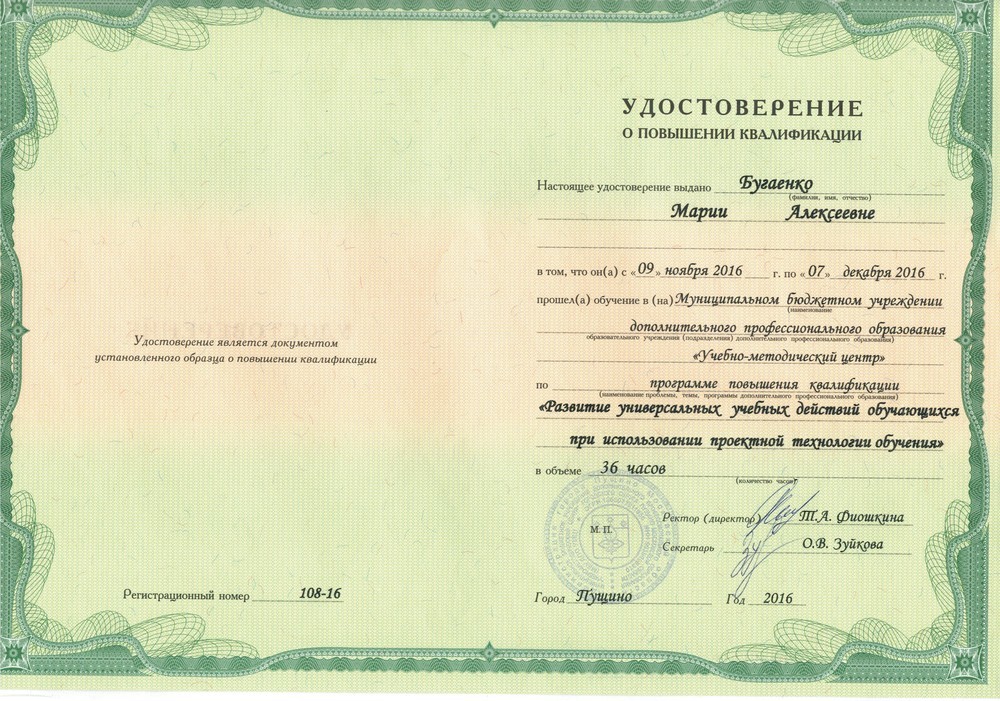 Удостоверение является документом
установленного образца о повышении квалификации
Регистрационный номер 108-16
УДОСТОВЕРЕНИЕ
О ПОВЫШЕНИИ КВАЛИФИКАЦИИ
Настоящее удостоверение выдано Бугаенко
(фамилия, имя, отчество)
Марии Алексеевне
в том, что он(а) с «09» ноября 2016 г. по «07» декабря 2016 г.
прошел(а) обучение в (на) Муниципальном бюджетном учреждении
(наименование
дополнительного профессионального образования
образовательного учреждения (подразделения) дополнительного профессионального образования)
«Учебно-методический центр»
по программе повышения квалификации
(наименование проблемы, темы, программы дополнительного профессионального образования)
«Развитие универсальных учебных действий обучающихся
при использовании проектной технологии обучения»
в объеме 36 часов
(количество часов)
М. П.
Ректор (директор) Т.А. Фиошкина
Секретарь О.В. Зуйкова
Город Пущино Год 2016